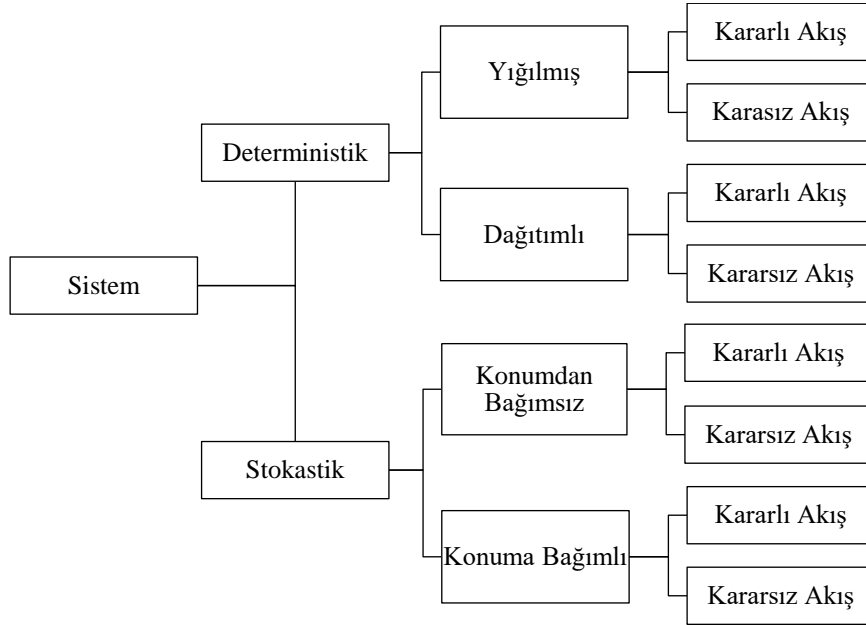 Sistem
Deterministik
Yığılmış
Kararlı Akış
Karasız Akış
Dağıtımlı
Kararlı Akış
Kararsız Akış
Stokastik
Konumdan
Bağımsız
Kararlı Akış
Kararsız Akış
Konuma Bağımlı
Kararlı Akış
Kararsız Akış